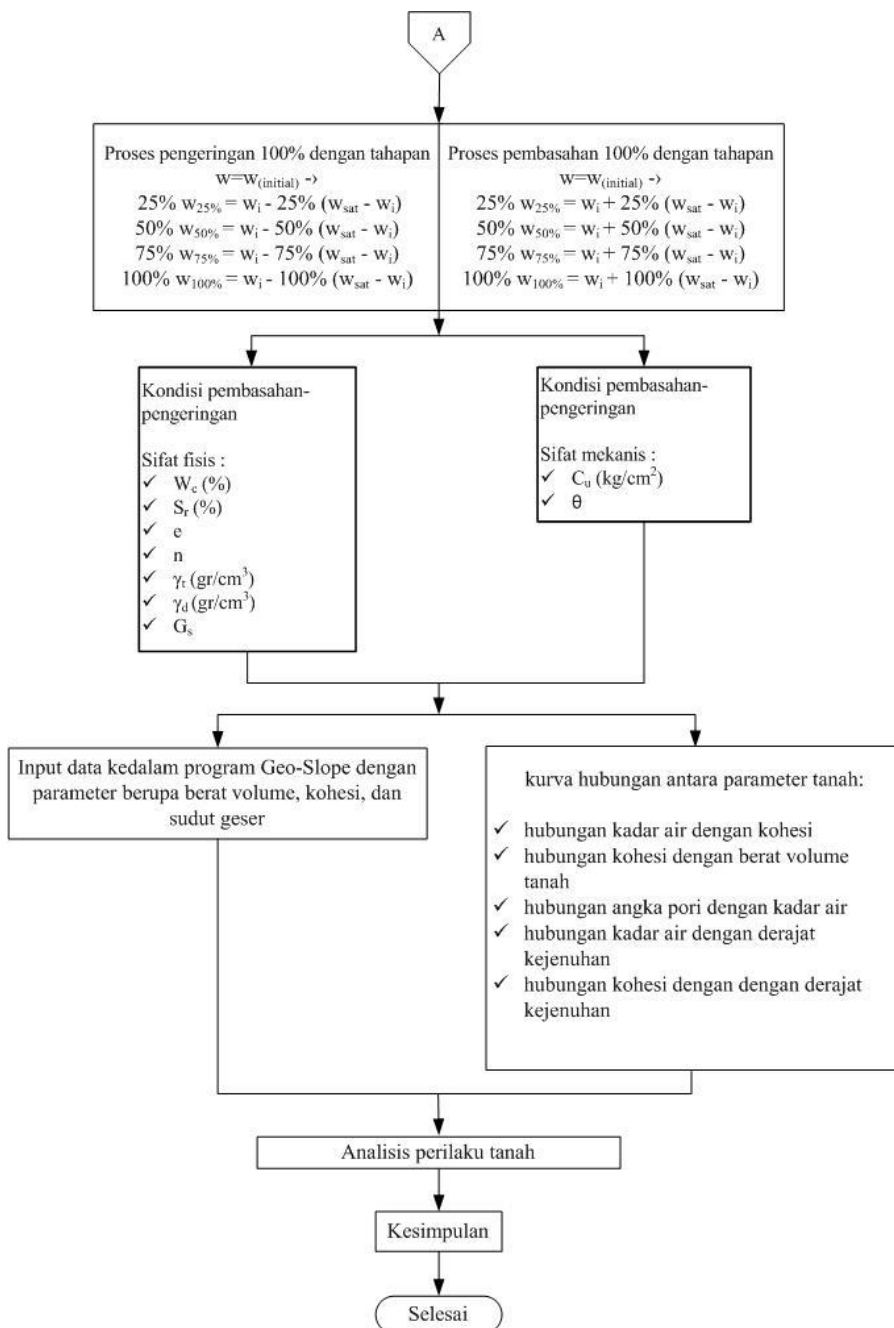 A
Proses pengeringan 100% dengan tahapan
w=w(initial) ->
25% w25% = wi - 25% (wsat - wi)
50% w50% = wi - 50% (wsat - wi)
75% w75% = wi - 75% (wsat - wi)
100% w100% = wi - 100% (wsat - wi)
Proses pembasahan 100% dengan tahapan
w=w(initial) ->
25% w25% = wi + 25% (wsat - wi)
50% w50% = wi + 50% (wsat - wi)
75% w75% = wi + 75% (wsat - wi)
100% w100% = wi + 100% (wsat - wi)
Kondisi pembasahan-
pengeringan
Sifat fisis :
✓ Wc (%)
✓ Sr (%)
✓ e
✓ n
✓ γt (gr/cm³)
✓ γd (gr/cm³)
✓ Gs
Kondisi pembasahan-
pengeringan
Sifat mekanis :
✓ Cu (kg/cm²)
✓ θ
Input data kedalam program Geo-Slope dengan
parameter berupa berat volume, kohesi, dan
sudut geser
kurva hubungan antara parameter tanah:
✓ hubungan kadar air dengan kohesi
✓ hubungan kohesi dengan berat volume
tanah
✓ hubungan angka pori dengan kadar air
✓ hubungan kadar air dengan derajat
kejenuhan
✓ hubungan kohesi dengan dengan derajat
kejenuhan
Analisis perilaku tanah
Kesimpulan
Selesai